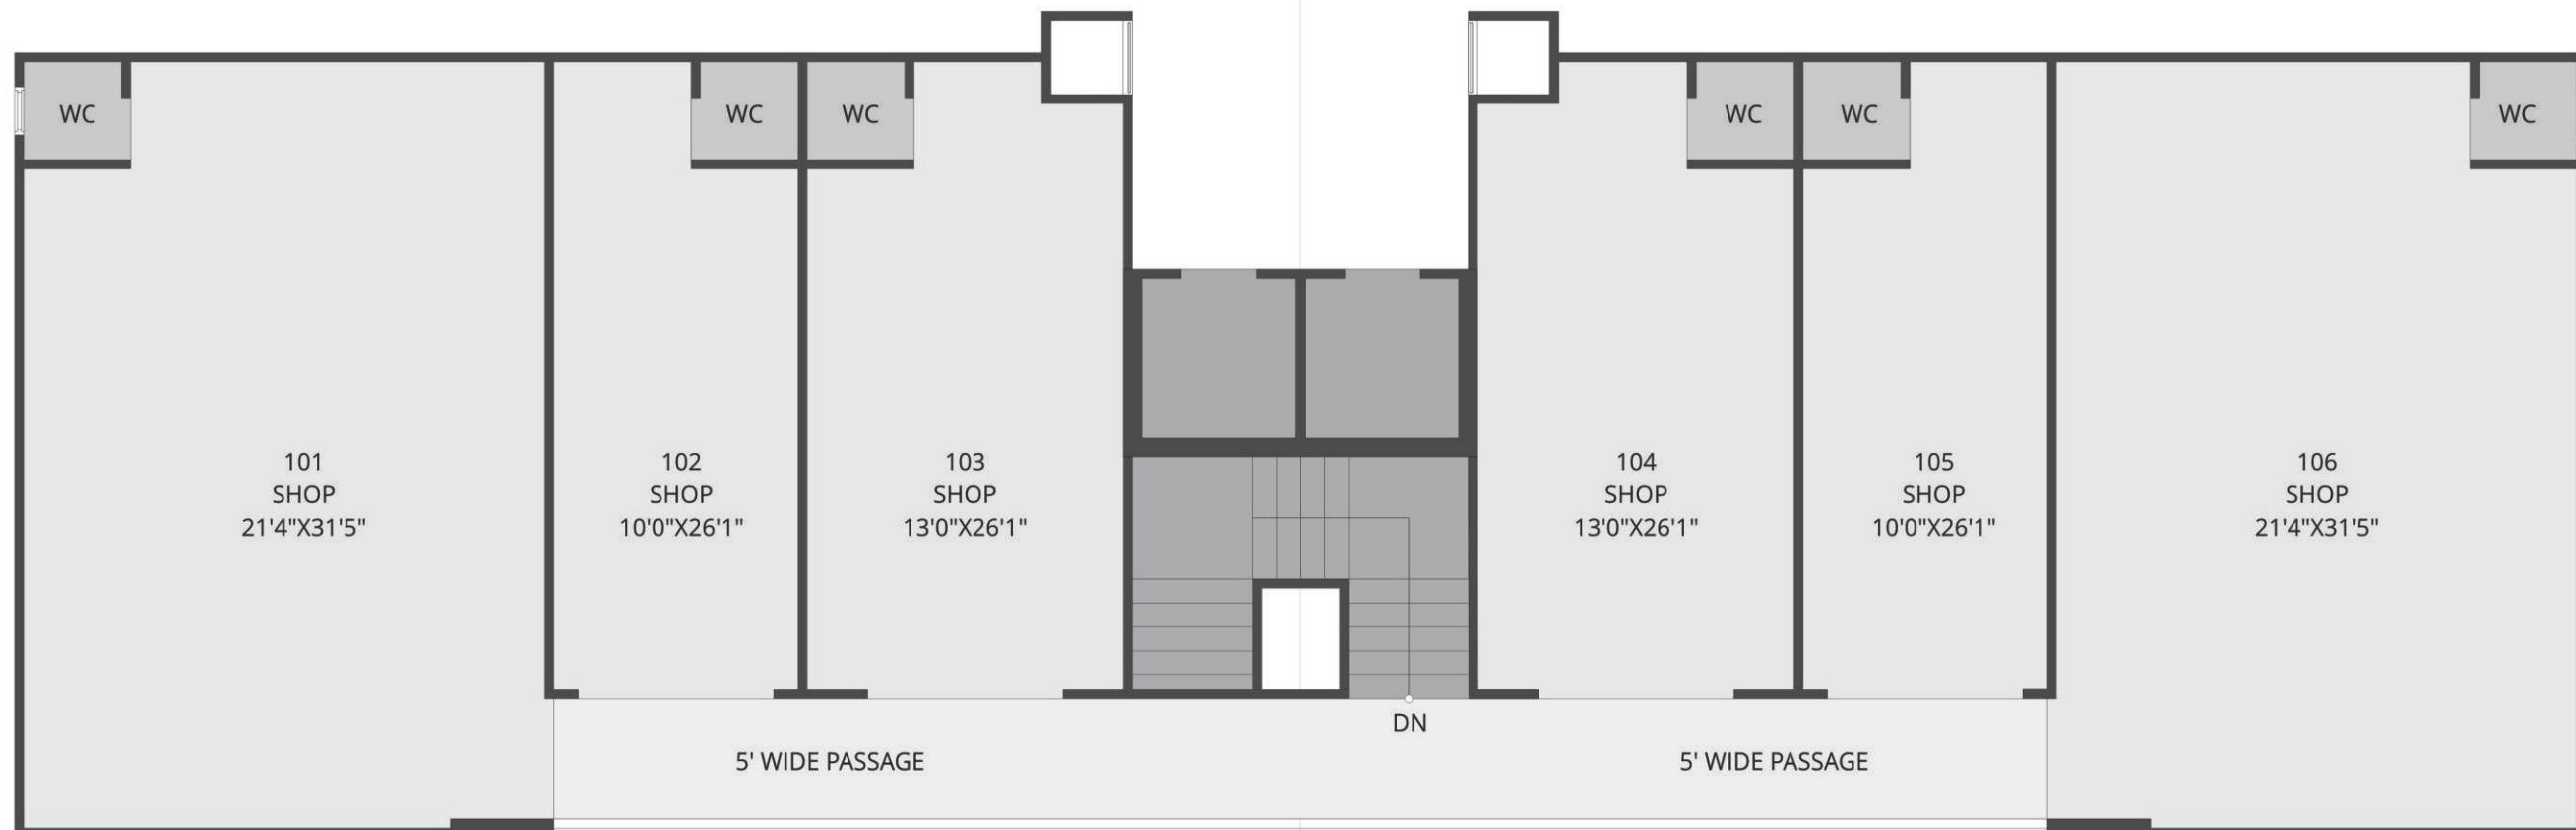 WC
WC
WC
WC
WC
WC
101
SHOP
21'4"X31'5"
102
SHOP
10'0"X26'1"
103
SHOP
13'0"X26'1"
104
SHOP
13'0"X26'1"
105
SHOP
10'0"X26'1"
106
SHOP
21'4"X31'5"
DN
5' WIDE PASSAGE
5' WIDE PASSAGE